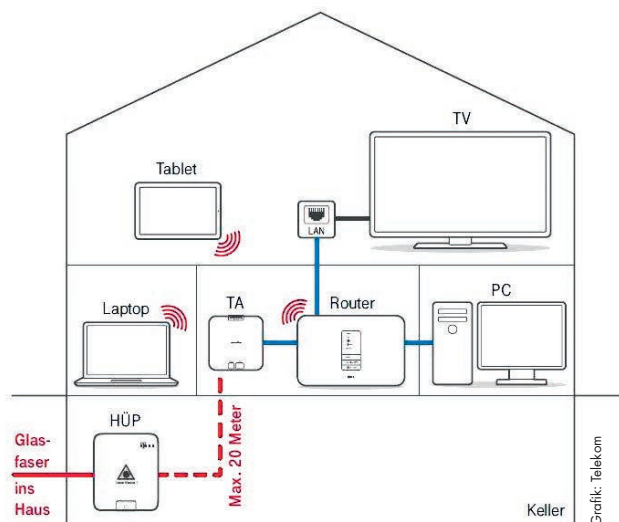 TV
Tablet
LAN
Laptop
TA
Router
PC
HÜP
Glas-
faser
ins
Haus
Max. 20 Meter
Keller
Grafik: Telekom